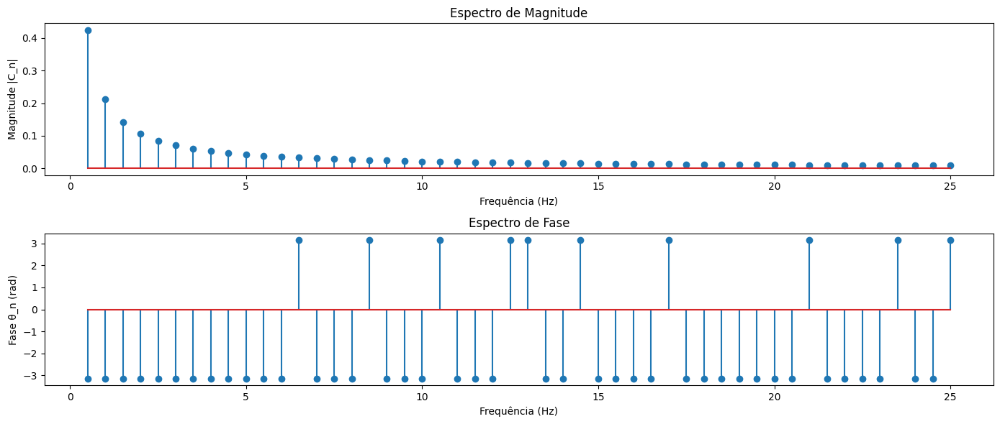 Espectro de Magnitude
Magnitude |C_n|
0.4
0.3
0.2
0.1
0.0
0 5 10 15 20 25
Frequência (Hz)
Espectro de Fase
Fase θ_n (rad)
3
2
1
0
−1
−2
−3
0 5 10 15 20 25
Frequência (Hz)